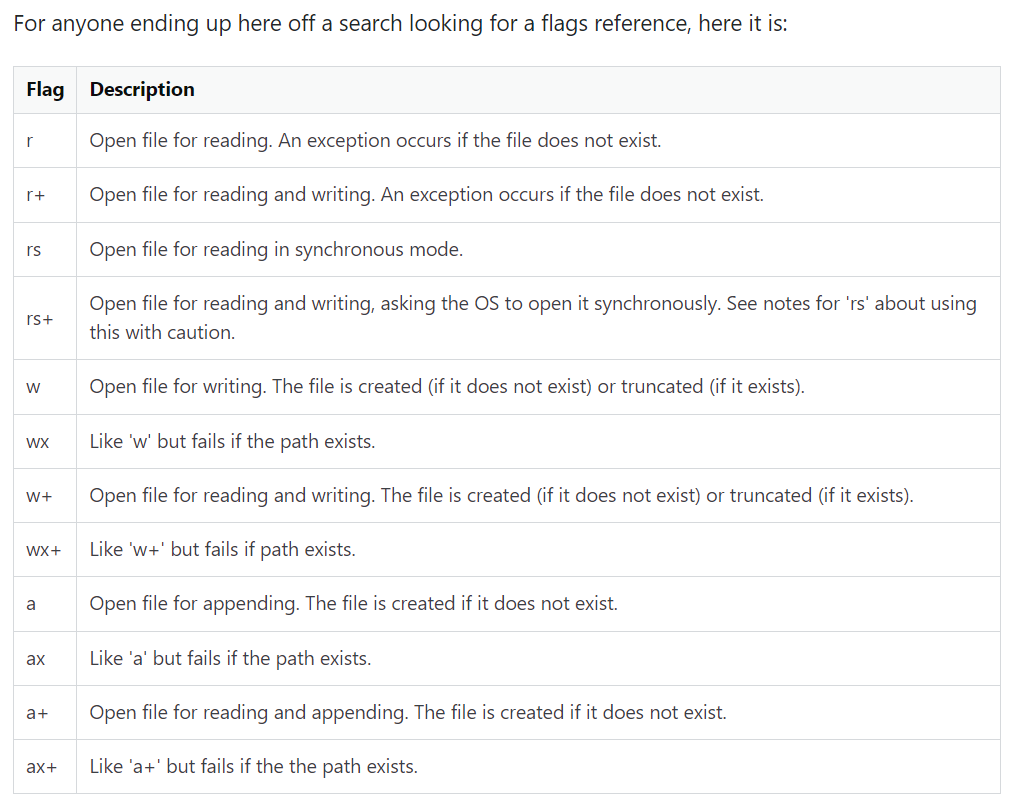 For anyone ending up here off a search looking for a flags reference, here it is:
Flag Description
r Open file for reading. An exception occurs if the file does not exist.
r+ Open file for reading and writing. An exception occurs if the file does not exist.
rs Open file for reading in synchronous mode.
rs+ Open file for reading and writing, asking the OS to open it synchronously. See notes for 'rs' about using
this with caution.
w Open file for writing. The file is created (if it does not exist) or truncated (if it exists).
wx Like 'w' but fails if the path exists.
w+ Open file for reading and writing. The file is created (if it does not exist) or truncated (if it exists).
wx+ Like 'w+' but fails if path exists.
a Open file for appending. The file is created if it does not exist.
ax Like 'a' but fails if the path exists.
a+ Open file for reading and appending. The file is created if it does not exist.
ax+ Like 'a+' but fails if the the path exists.